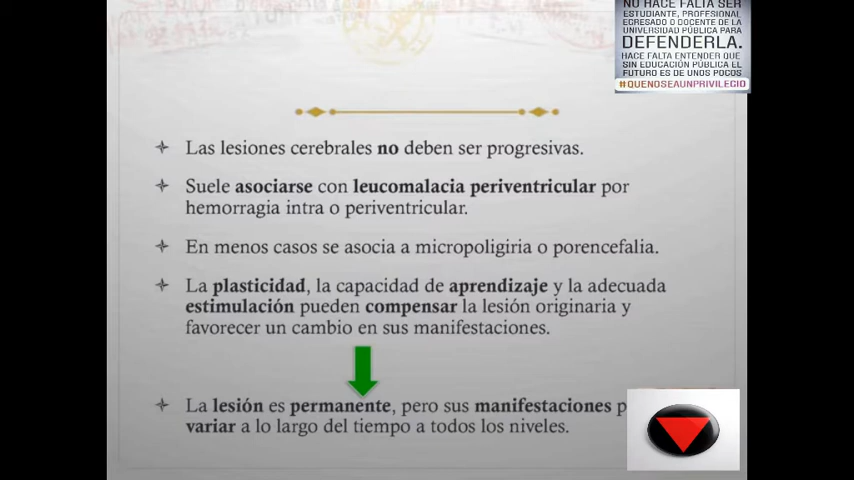 NO HACE FALTA SER
ESTUDIANTE, PROFESIONAL
EGRESADO O DOCENTE DE LA
UNIVERSIDAD PÚBLICA PARA
DEFENDERLA.
HACE FALTA ENTENDER QUE
SIN EDUCACIÓN PÚBLICA EL
FUTURO ES DE UNOS POCOS
#QUENOSEAUNPRIVILEGIO
Las lesiones cerebrales no deben ser progresivas.
Suele asociarse con leucomalacia periventricular por
hemorragia intra o periventricular.
En menos casos se asocia a micropoligiria o porencefalia.
La plasticidad, la capacidad de aprendizaje y la adecuada
estimulación pueden compensar la lesión originaria y
favorecer un cambio en sus manifestaciones.
La lesión es permanente, pero sus manifestaciones
variar a lo largo del tiempo a todos los niveles.